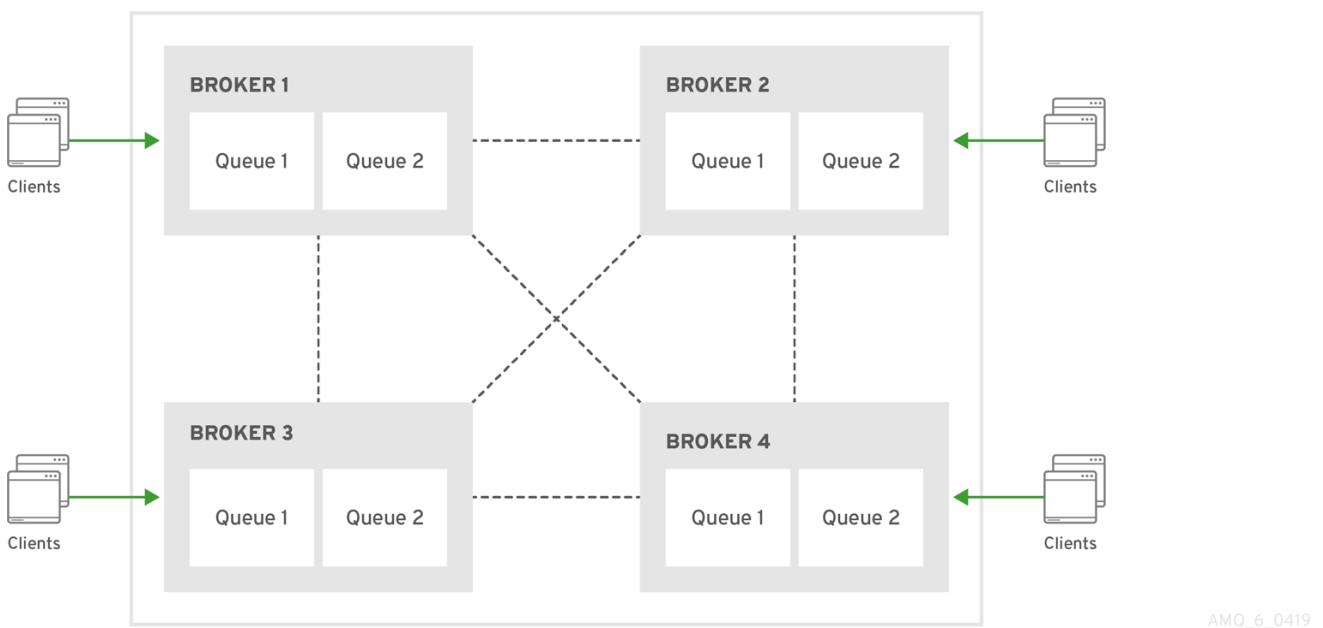 BROKER 1
BROKER 2
Queue 1
Queue 2
Queue 1
Queue 2
Clients
Clients
BROKER 3
BROKER 4
Queue 1
Queue 2
Queue 1
Queue 2
Clients
Clients
AMQ_6_0419